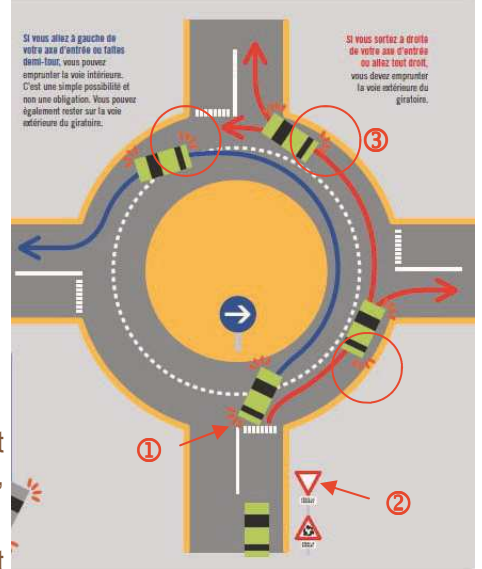 Si vous allez à gauche de
votre axe d'entrée ou faites
demi-tour, vous pouvez
emprunter la voie intérieure.
C'est une simple possibilité et
non une obligation. Vous pouvez
également rester sur la voie
extérieure du giratoire.
Si vous sortez à droite
de votre axe d'entrée
ou allez tout droit,
vous devez emprunter
la voie extérieure du
giratoire.
③
①
②
t
,
t